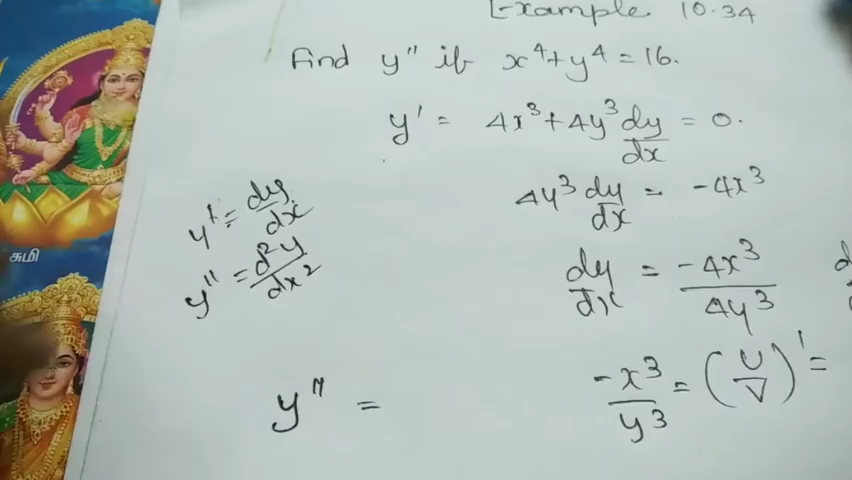 Example 10.34
Find y'' if x⁴+y⁴=16.
y' = 4x³+4y³ dy/dx = 0.
4y³ dy/dx = -4x³
y' = dy/dx
y'' = d²y/dx²
dy/dx = -4x³/4y³
சுமி
y'' =
-x³/y³ = (U/V)' =